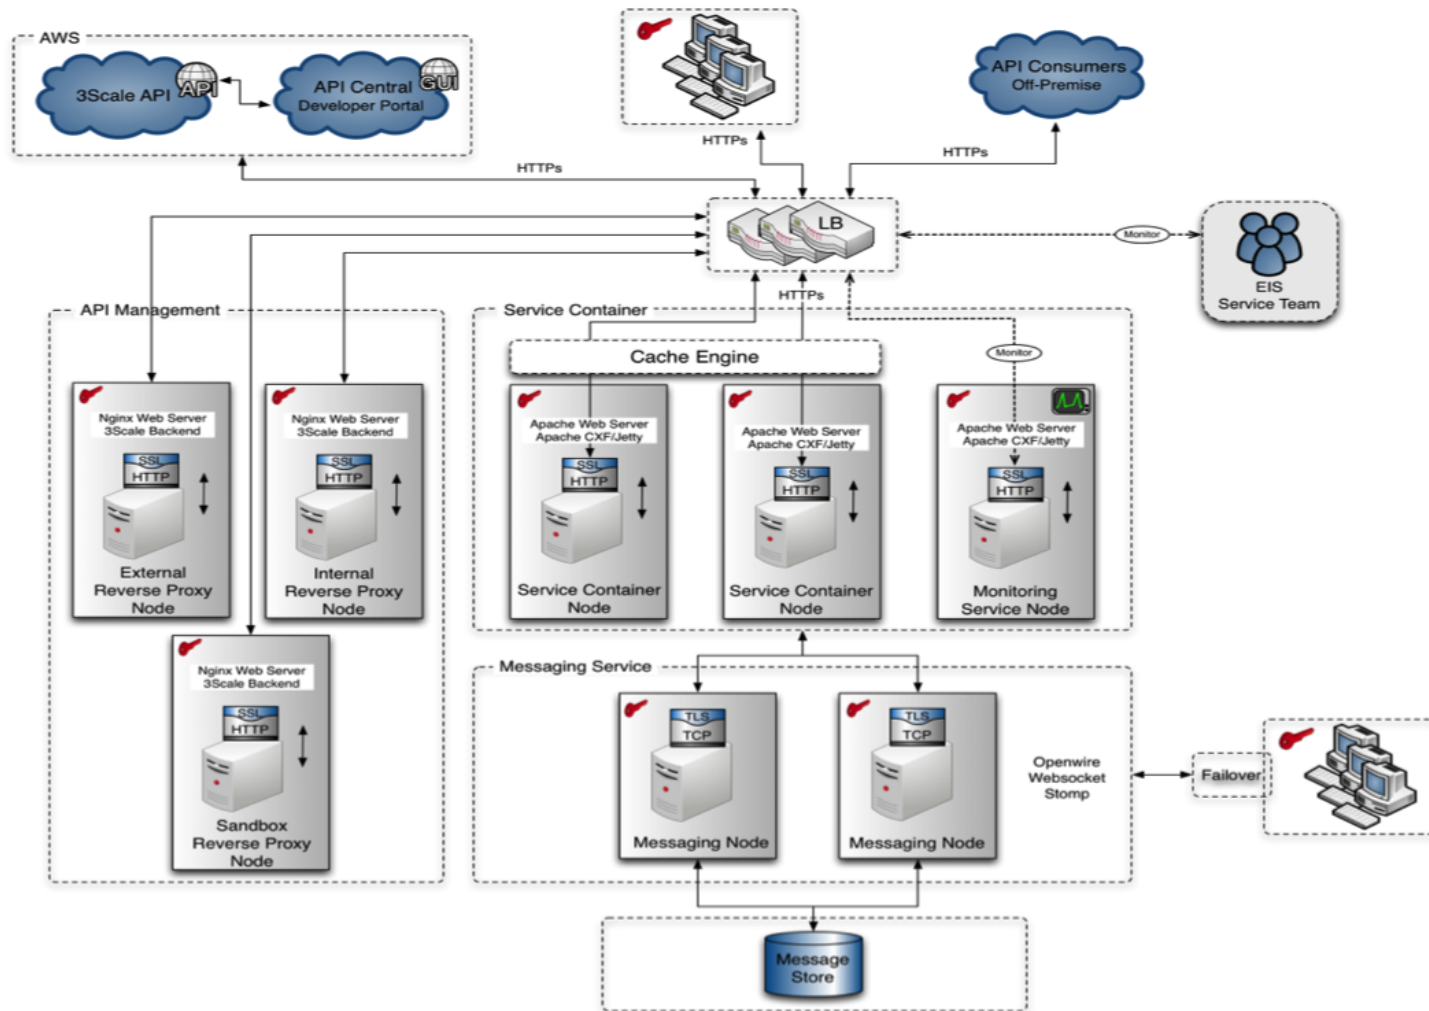 AWS
3Scale API
API
API Central
Developer Portal
GUI
API Consumers
Off-Premise
HTTPs
HTTPs
HTTPs
LB
Monitor
EIS
Service Team
API Management
Service Container
HTTPs
Cache Engine
Monitor
Nginx Web Server
3Scale Backend
SSL
HTTP
External
Reverse Proxy
Node
Nginx Web Server
3Scale Backend
SSL
HTTP
Internal
Reverse Proxy
Node
Apache Web Server
Apache CXF/Jetty
SSL
HTTP
Service Container
Node
Apache Web Server
Apache CXF/Jetty
SSL
HTTP
Service Container
Node
Apache Web Server
Apache CXF/Jetty
SSL
HTTP
Monitoring
Service Node
Nginx Web Server
3Scale Backend
SSL
HTTP
Sandbox
Reverse Proxy
Node
Messaging Service
TLS
TCP
Messaging Node
TLS
TCP
Messaging Node
Openwire
Websocket
Stomp
Failover
Message
Store